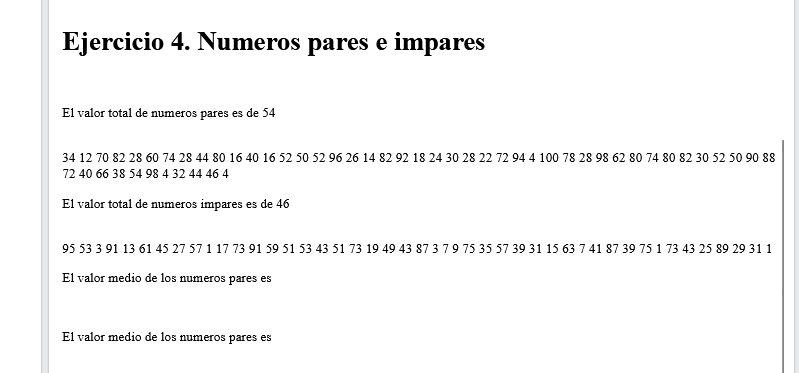 Ejercicio 4. Numeros pares e impares
El valor total de numeros pares es de 54
34 12 70 82 28 60 74 28 44 80 16 40 16 52 50 52 96 26 14 82 92 18 24 30 28 22 72 94 4 100 78 28 98 62 80 74 80 82 30 52 50 90 88
72 40 66 38 54 98 4 32 44 46 4
El valor total de numeros impares es de 46
95 53 3 91 13 61 45 27 57 1 17 73 91 59 51 53 43 51 73 19 49 43 87 3 7 9 75 35 57 39 31 15 63 7 41 87 39 75 1 73 43 25 89 29 31 1
El valor medio de los numeros pares es
El valor medio de los numeros pares es